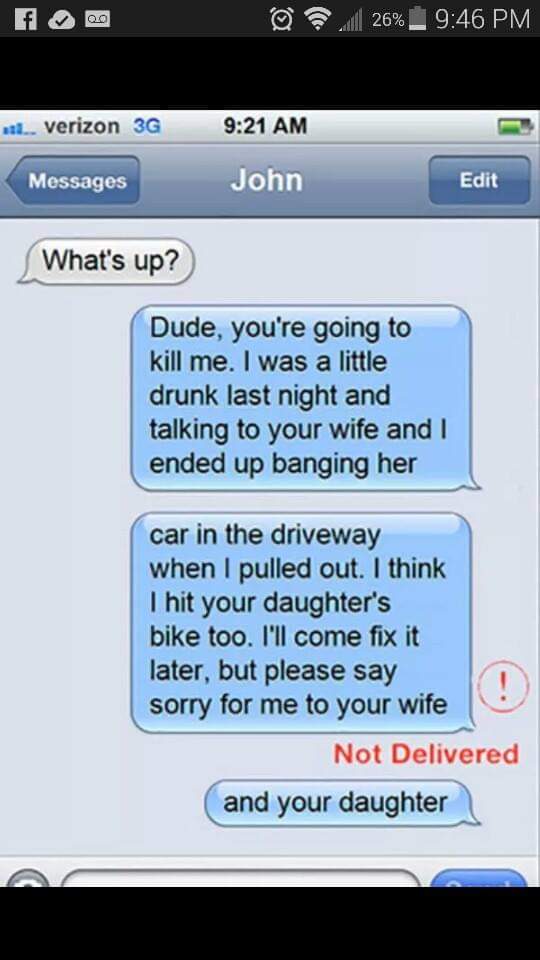 26% 9:46 PM
verizon 3G 9:21 AM
Messages John Edit
What's up?
Dude, you're going to
kill me. I was a little
drunk last night and
talking to your wife and I
ended up banging her
car in the driveway
when I pulled out. I think
I hit your daughter's
bike too. I'll come fix it
later, but please say
sorry for me to your wife
!
Not Delivered
and your daughter